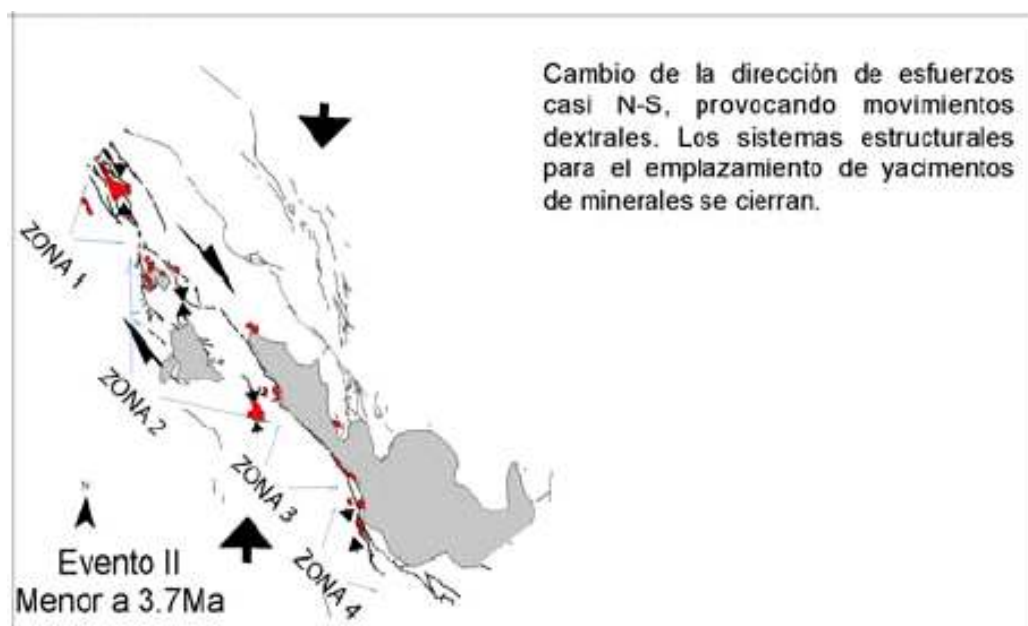 Cambio de la dirección de esfuerzos
casi N-S, provocando movimientos
dextrales. Los sistemas estructurales
para el emplazamiento de yacimentos
de minerales se cierran.
ZONA 1
ZONA 2
ZONA 3
ZONA 4
N
Evento II
Menor a 3.7Ma